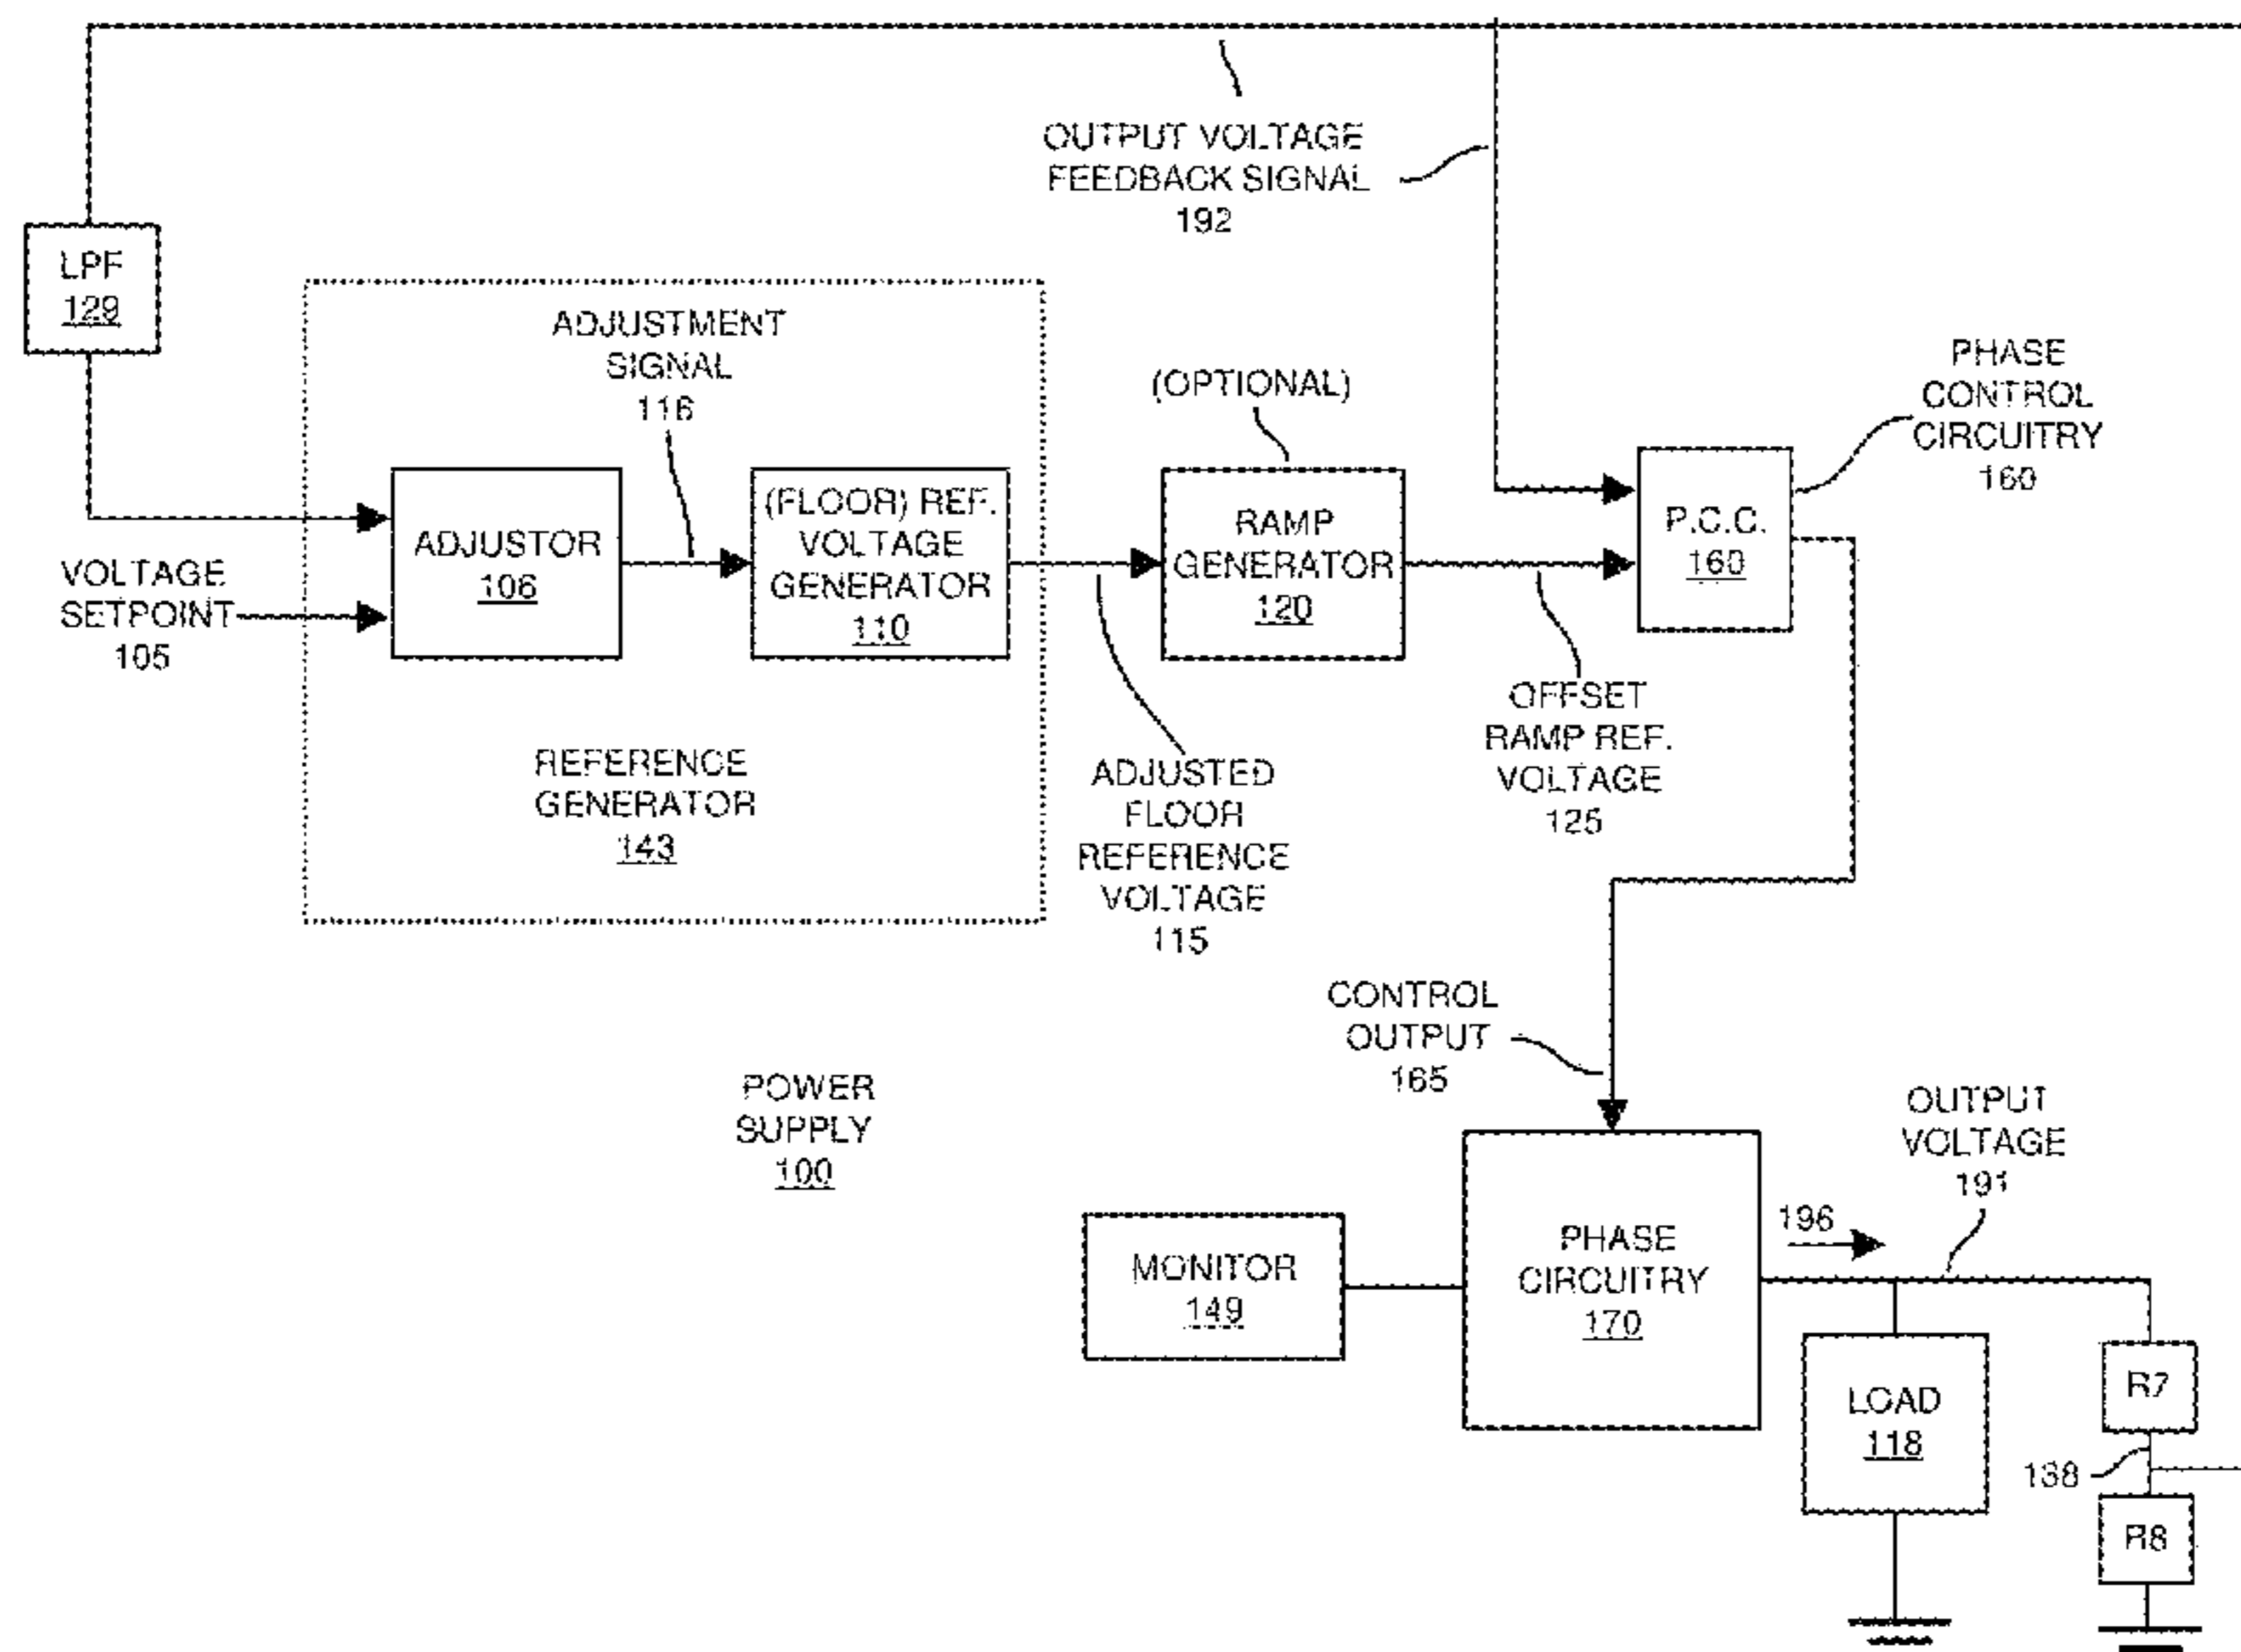 OUTPUT VOLTAGE
FEEDBACK SIGNAL
192
LPF
129
ADJUSTMENT
SIGNAL
116
(OPTIONAL)
PHASE
CONTROL
CIRCUITRY
160
ADJUSTOR
106
(FLOOR) REF.
VOLTAGE
GENERATOR
110
RAMP
GENERATOR
120
P.C.C.
160
VOLTAGE
SETPOINT
105
REFERENCE
GENERATOR
143
ADJUSTED
FLOOR
REFERENCE
VOLTAGE
115
OFFSET
RAMP REF.
VOLTAGE
125
CONTROL
OUTPUT
165
POWER
SUPPLY
100
OUTPUT
VOLTAGE
191
196
MONITOR
149
PHASE
CIRCUITRY
170
LOAD
118
R7
138
R8